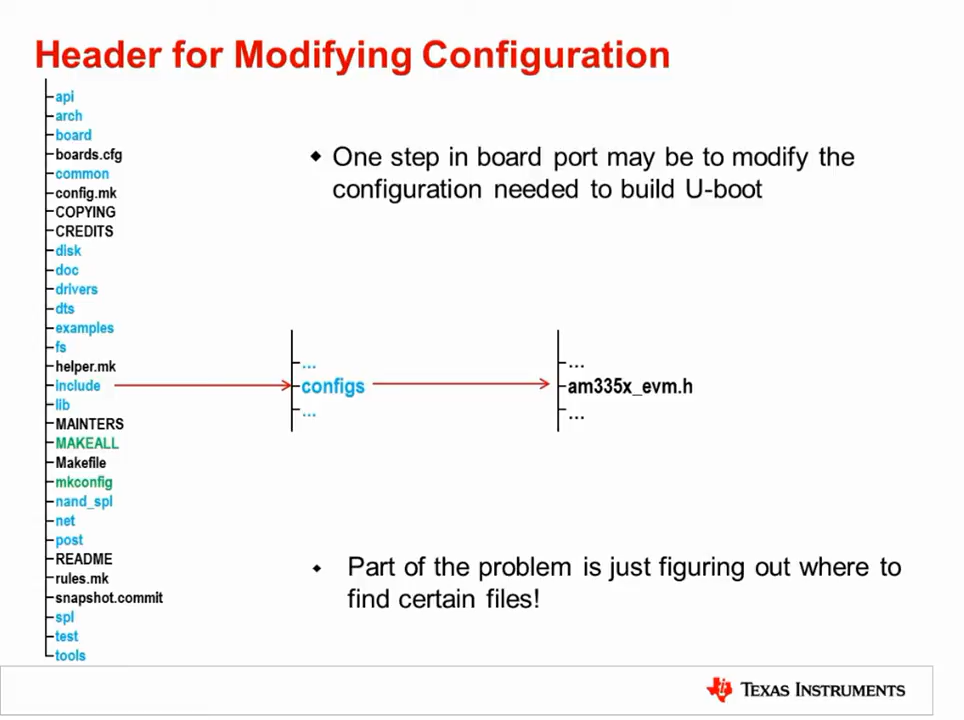 Header for Modifying Configuration
api
arch
board
boards.cfg
common
config.mk
COPYING
CREDITS
disk
doc
drivers
dts
examples
fs
helper.mk
include
lib
MAINTERS
MAKEALL
Makefile
mkconfig
nand_spl
net
post
README
rules.mk
snapshot.commit
spl
test
tools
One step in board port may be to modify the
configuration needed to build U-boot
...
configs
...
...
am335x_evm.h
...
Part of the problem is just figuring out where to
find certain files!
TEXAS INSTRUMENTS